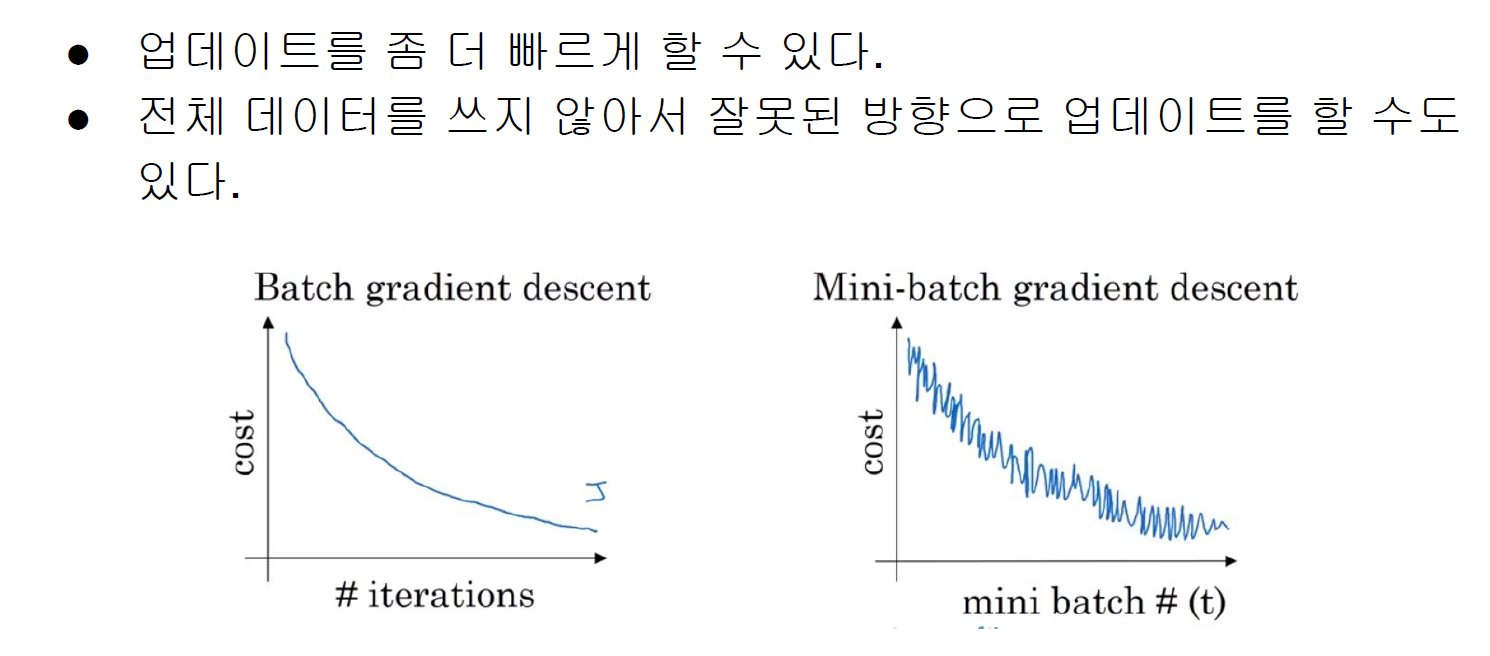 ● 업데이트를 좀 더 빠르게 할 수 있다.
● 전체 데이터를 쓰지 않아서 잘못된 방향으로 업데이트를 할 수도
있다.
Batch gradient descent
cost
J
# iterations
Mini-batch gradient descent
cost
mini batch # (t)